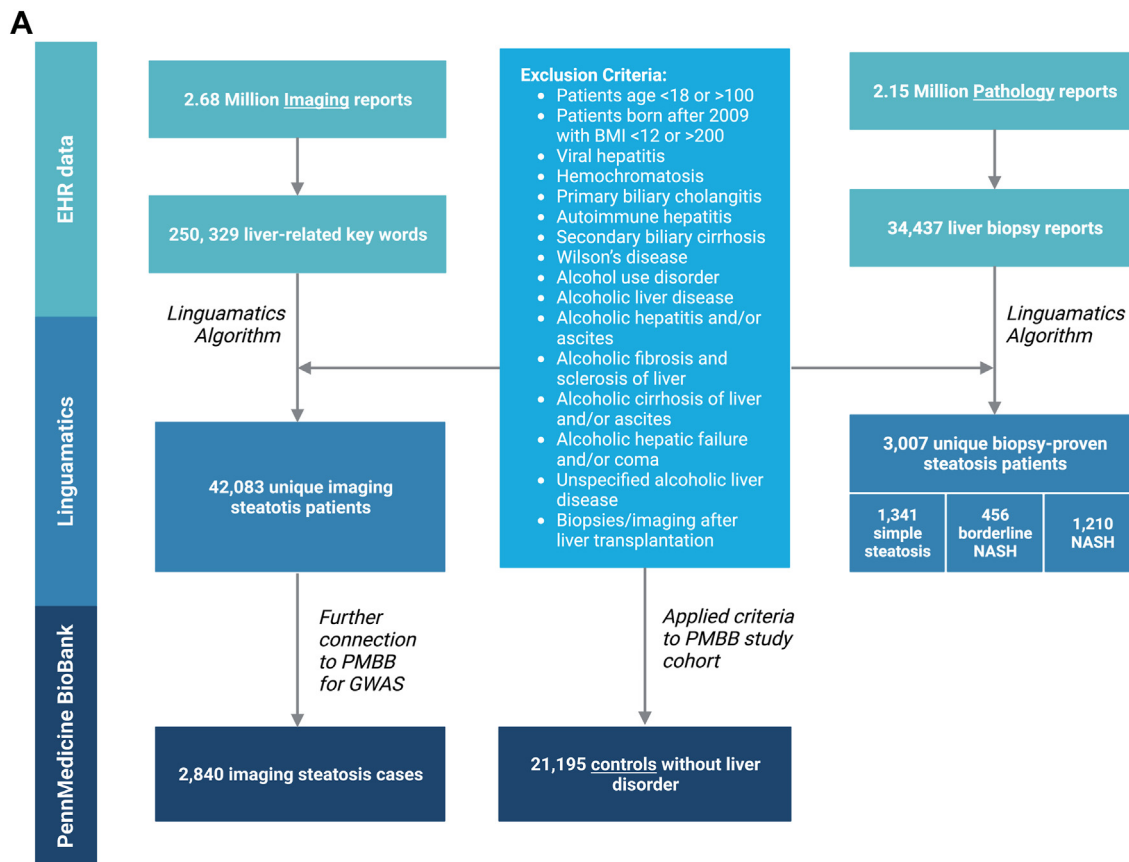 A
EHR data
Linguamatics
PennMedicine BioBank
2.68 Million Imaging reports
250, 329 liver-related key words
Linguamatics
Algorithm
42,083 unique imaging
steatotis patients
Further
connection
to PMBB
for GWAS
2,840 imaging steatosis cases
Exclusion Criteria:
• Patients age <18 or >100
• Patients born after 2009
with BMI <12 or >200
• Viral hepatitis
• Hemochromatosis
• Primary biliary cholangitis
• Autoimmune hepatitis
• Secondary biliary cirrhosis
• Wilson's disease
• Alcohol use disorder
• Alcoholic liver disease
• Alcoholic hepatitis and/or
ascites
• Alcoholic fibrosis and
sclerosis of liver
• Alcoholic cirrhosis of liver
and/or ascites
• Alcoholic hepatic failure
and/or coma
• Unspecified alcoholic liver
disease
• Biopsies/imaging after
liver transplantation
Applied criteria
to PMBB study
cohort
21,195 controls without liver
disorder
2.15 Million Pathology reports
34,437 liver biopsy reports
Linguamatics
Algorithm
3,007 unique biopsy-proven
steatosis patients
1,341
simple
steatosis
456
borderline
NASH
1,210
NASH